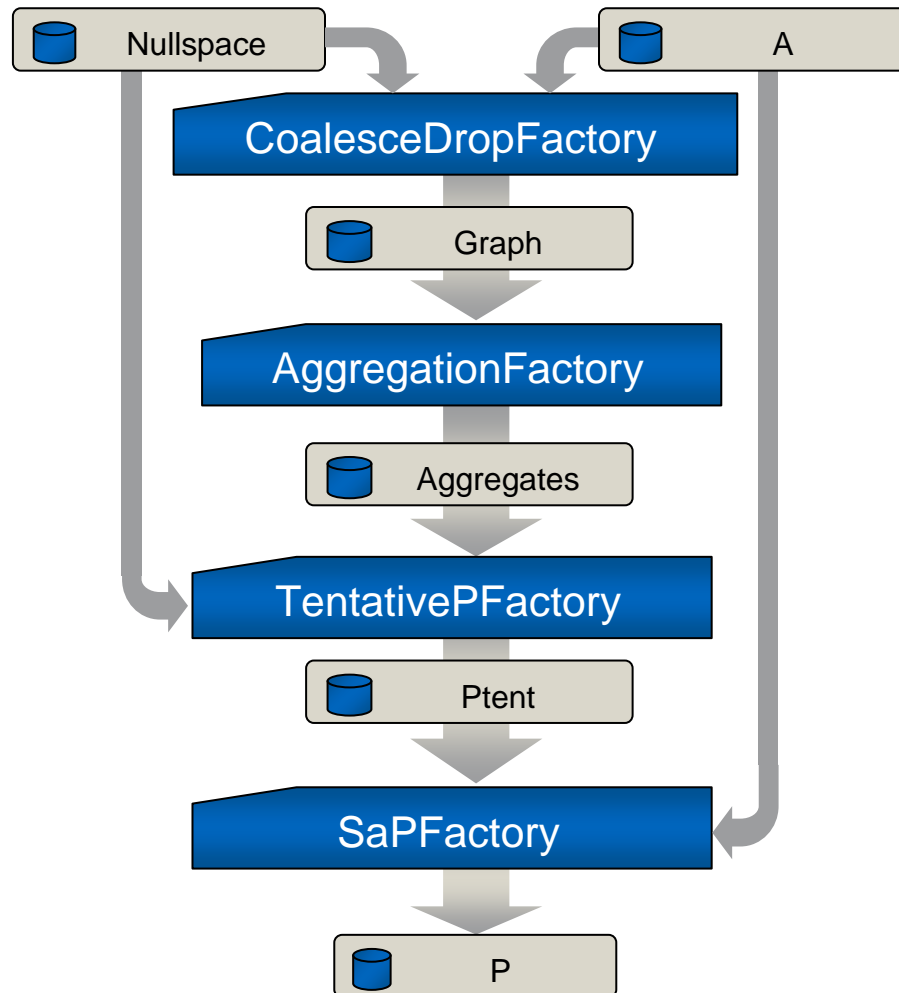 Nullspace
A
CoalesceDropFactory
Graph
AggregationFactory
Aggregates
TentativePFactory
Ptent
SaPFactory
P